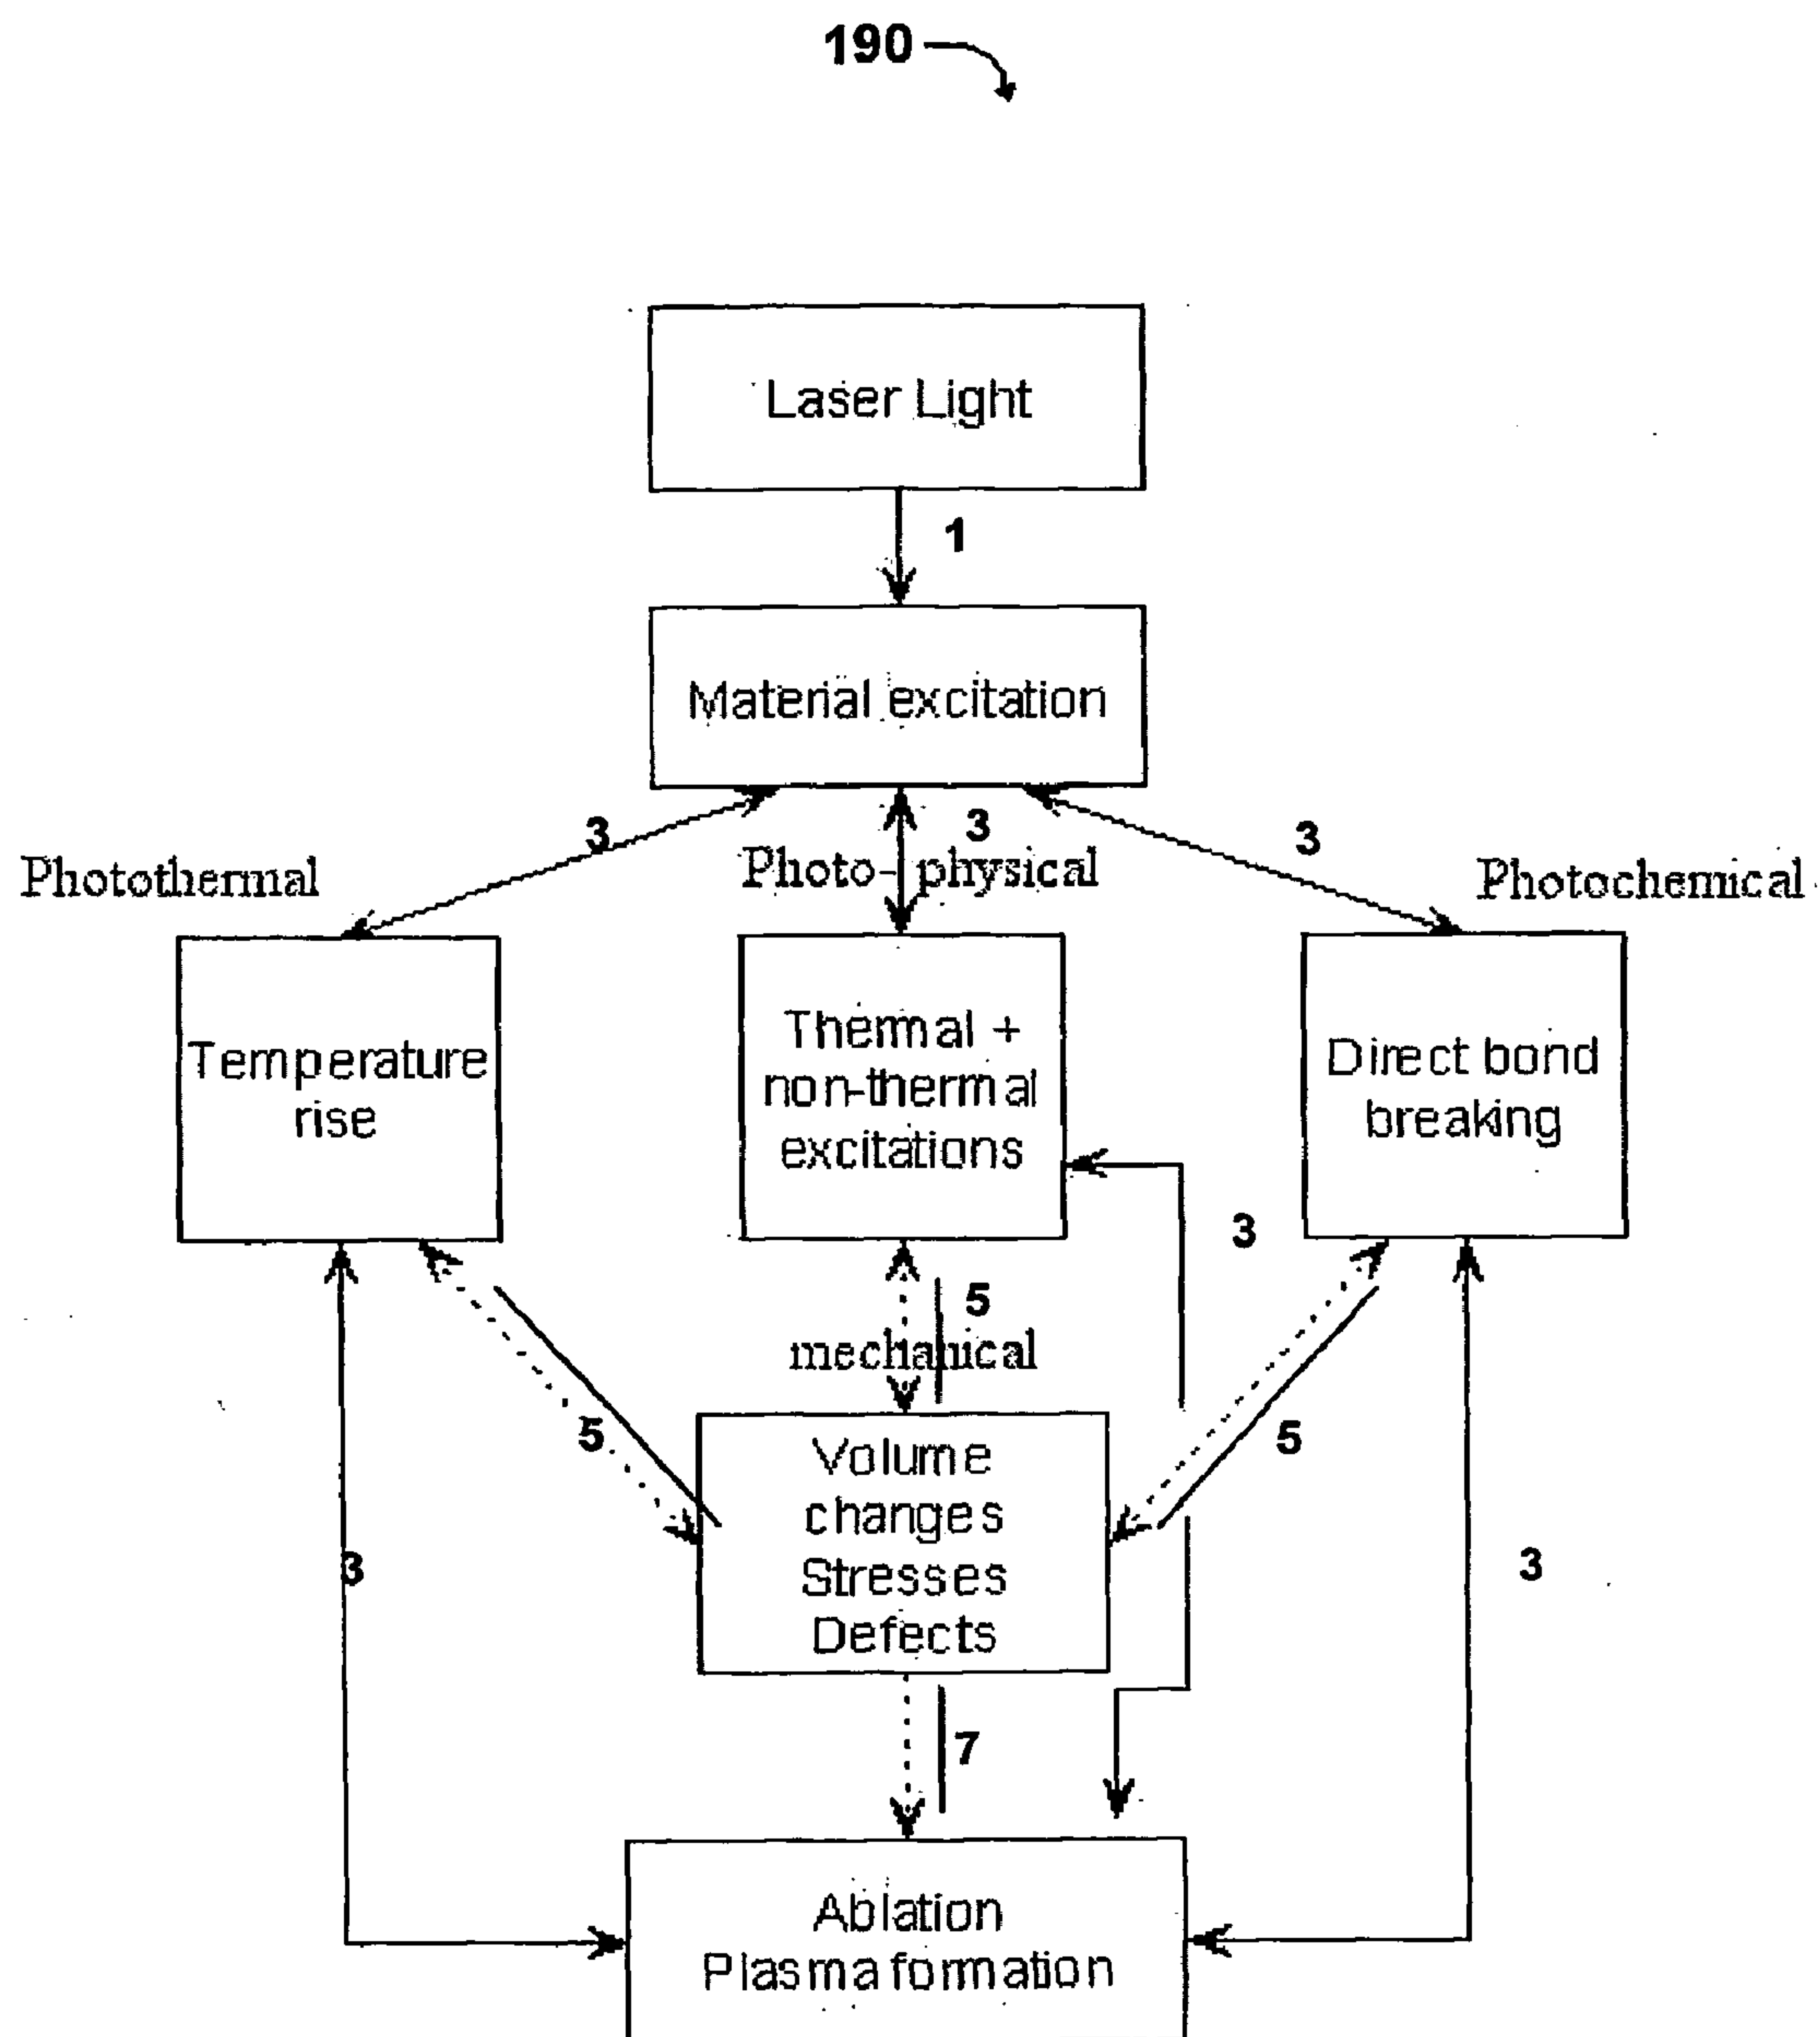 190
Laser Light
1
Material excitation
3
3
3
Photothermal
Photo-physical
Photochemical
Temperature
rise
Thermal +
non-thermal
excitations
Direct bond
breaking
3
5
mechanical
5
5
Volume
changes
Stresses
Defects
3
3
7
Ablation
Plasma formation